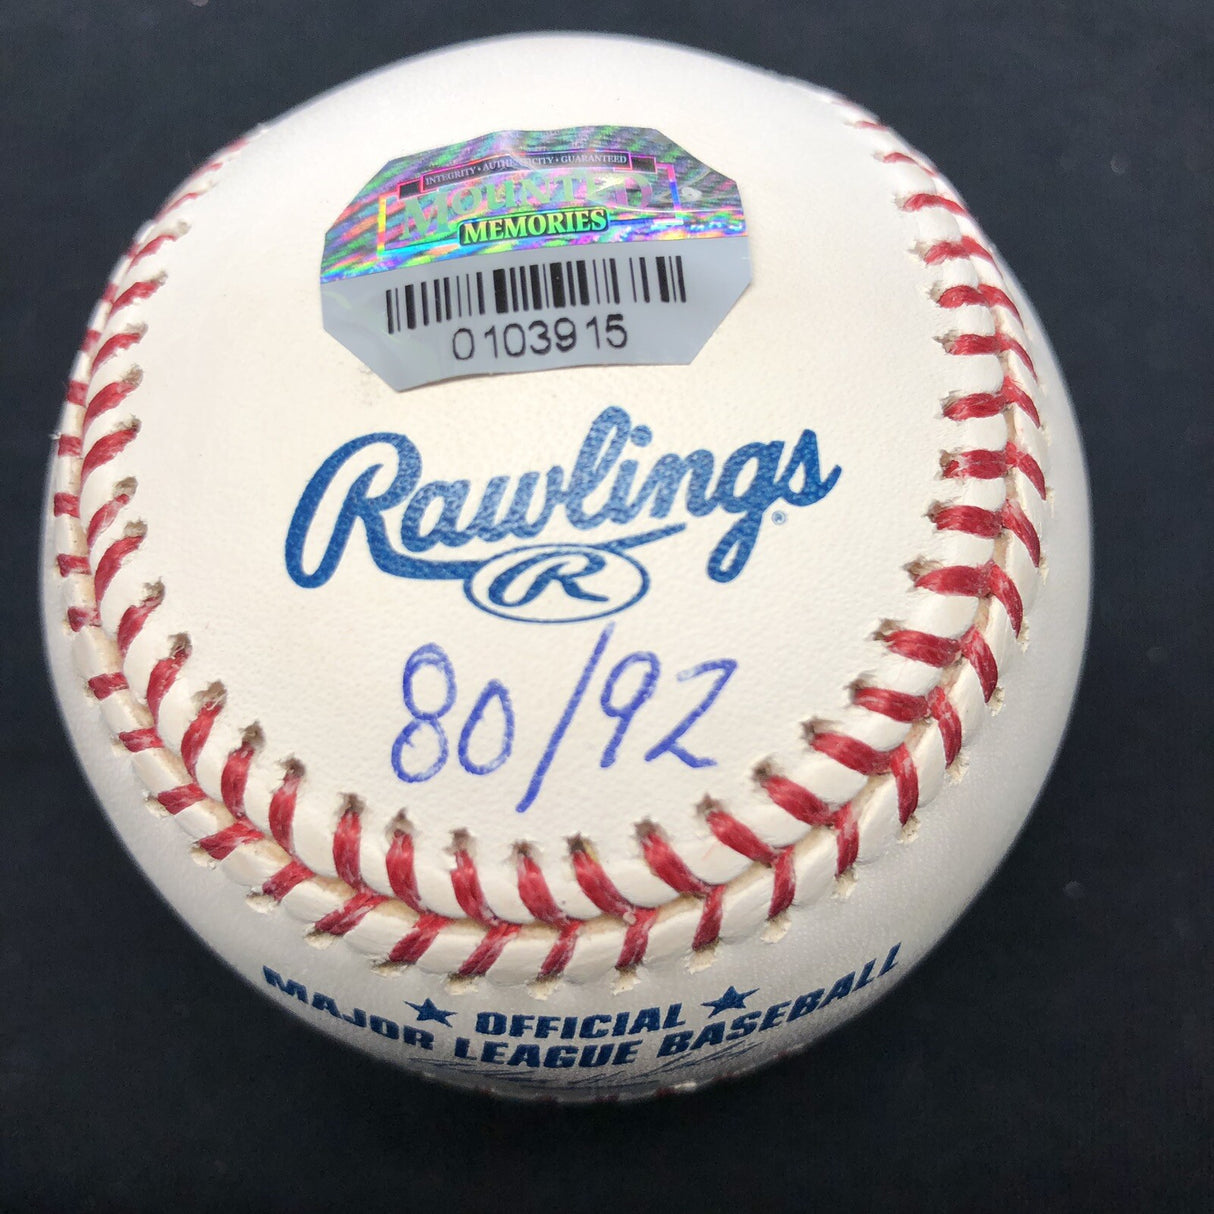 INTEGRITY • AUTHENTICITY • GUARANTEED
MOUNTED
MEMORIES
0103915
Rawlings®
R
80/92
★ OFFICIAL ★
MAJOR LEAGUE BASEBALL